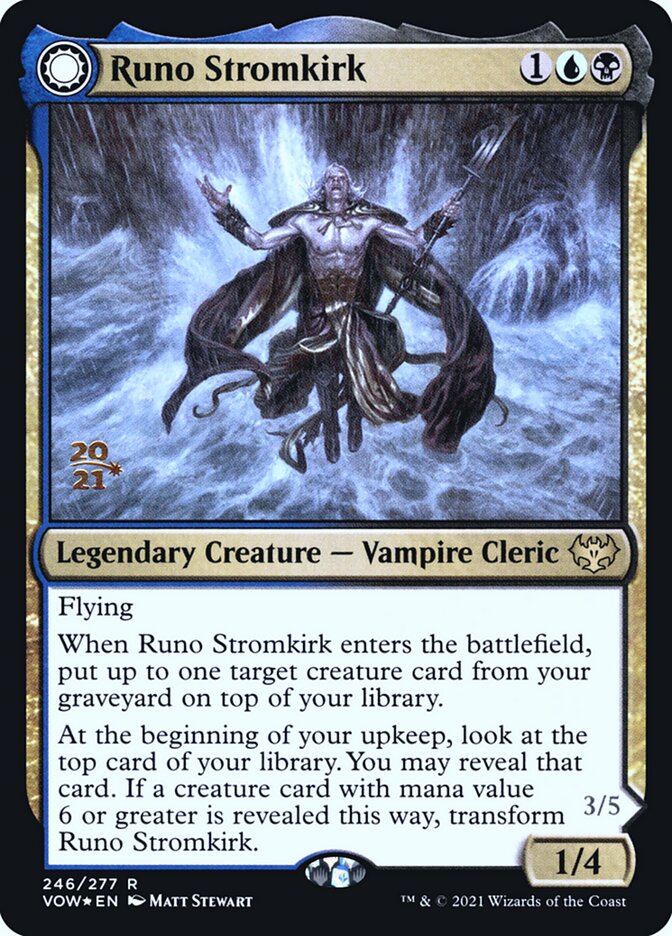 Runo Stromkirk
1
20
21
Legendary Creature — Vampire Cleric
Flying
When Runo Stromkirk enters the battlefield,
put up to one target creature card from your
graveyard on top of your library.
At the beginning of your upkeep, look at the
top card of your library. You may reveal that
card. If a creature card with mana value
6 or greater is revealed this way, transform
Runo Stromkirk.
3/5
1/4
246/277 R
VOW★EN Matt Stewart
™ & © 2021 Wizards of the Coast